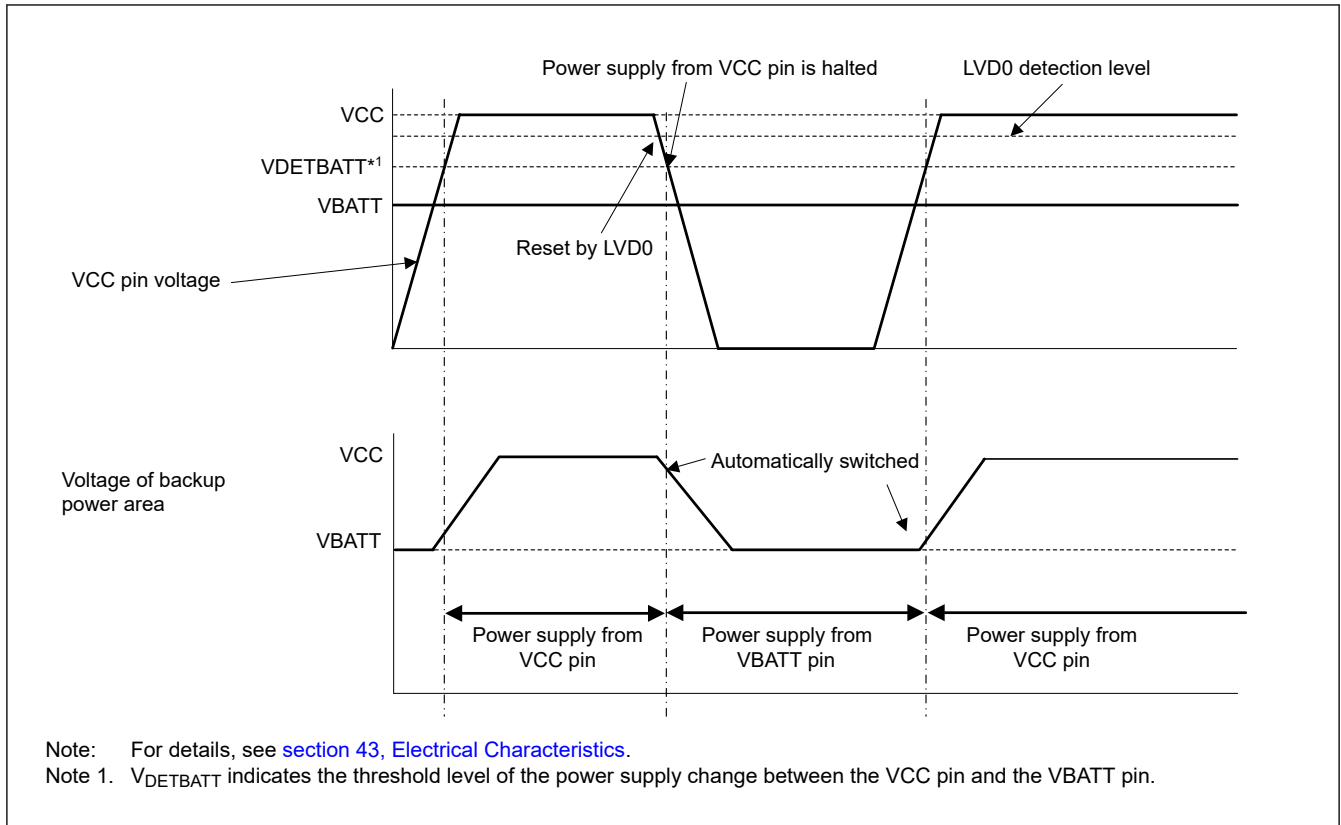 Power supply from VCC pin is halted
LVD0 detection level
VCC
VDETBATT*1
VBATT
Reset by LVD0
VCC pin voltage
VCC
Automatically switched
Voltage of backup
power area
VBATT
Power supply from
VCC pin
Power supply from
VBATT pin
Power supply from
VCC pin
Note: For details, see section 43, Electrical Characteristics.
Note 1. VDETBATT indicates the threshold level of the power supply change between the VCC pin and the VBATT pin.